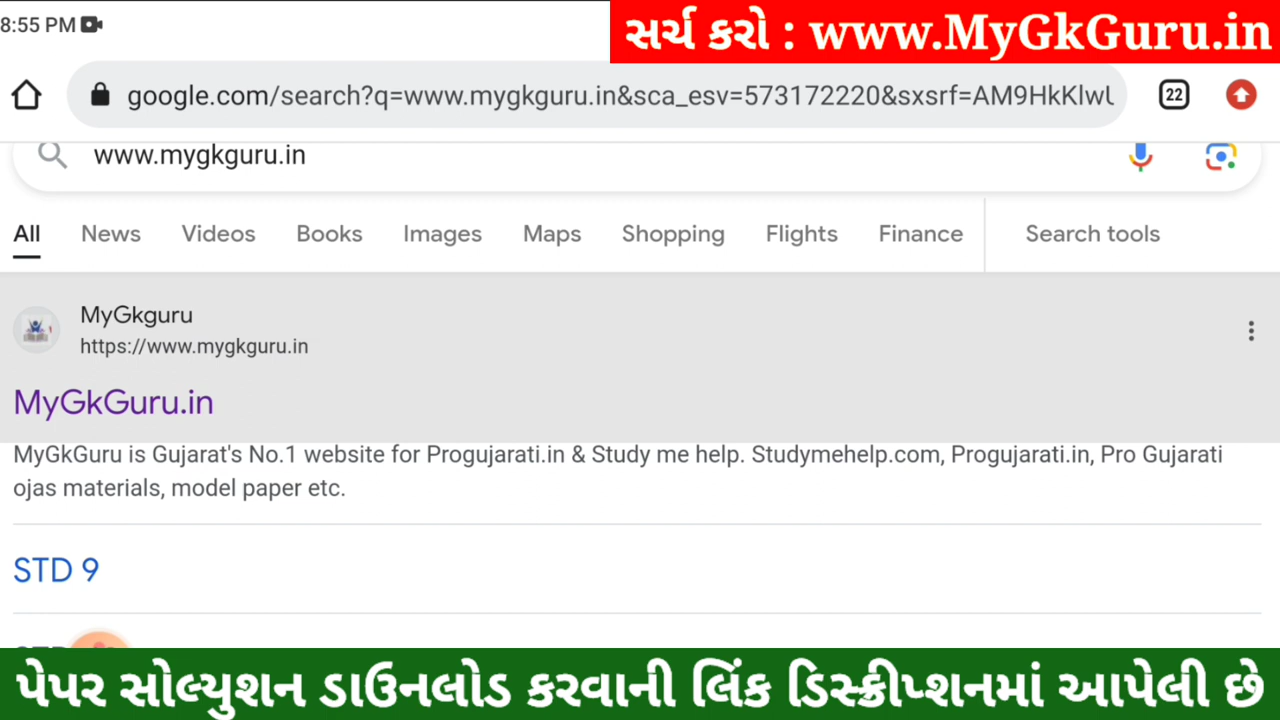 8:55 PM
સર્ચ કરો : www.MyGkGuru.in
google.com/search?q=www.mygkguru.in&sca_esv=573172220&sxsrf=AM9HkKlwU
22
www.mygkguru.in
All News Videos Books Images Maps Shopping Flights Finance Search tools
MyGkguru
https://www.mygkguru.in
MyGkGuru.in
MyGkGuru is Gujarat's No.1 website for Progujarati.in & Study me help. Studymehelp.com, Progujarati.in, Pro Gujarati
ojas materials, model paper etc.
STD 9
પેપર સોલ્યુશન ડાઉનલોડ કરવાની લિંક ડિસ્ક્રીપ્શનમાં આપેલી છે